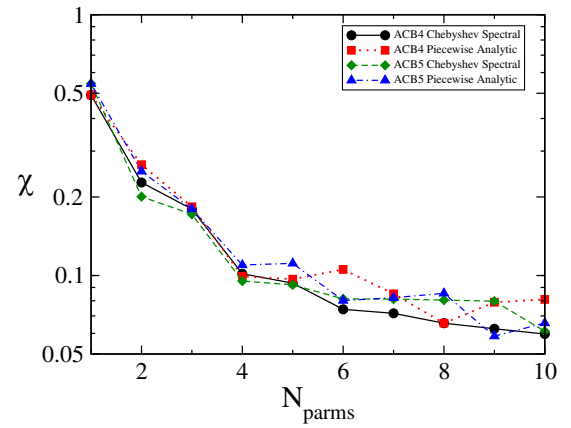 1
ACB4 Chebyshev Spectral
ACB4 Piecewise Analytic
ACB5 Chebyshev Spectral
ACB5 Piecewise Analytic
0.5
χ
0.2
0.1
0.05
2 4 6 8 10
N_parms